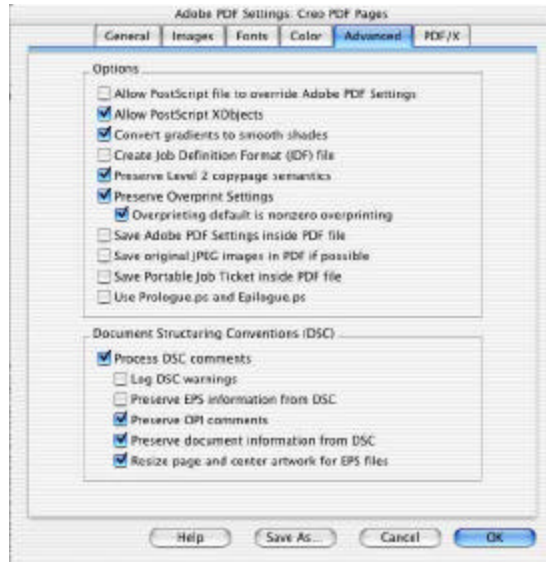 Adobe PDF Settings: Creo PDF Pages
General Images Fonts Color Advanced PDF/X
Options
Allow PostScript file to override Adobe PDF Settings
Allow PostScript XObjects
Convert gradients to smooth shades
Create Job Definition Format (JDF) file
Preserve Level 2 copypage semantics
Preserve Overprint Settings
Overprinting default is nonzero overprinting
Save Adobe PDF Settings inside PDF file
Save original JPEG images in PDF if possible
Save Portable Job Ticket inside PDF file
Use Prologue.ps and Epilogue.ps
Document Structuring Conventions (DSC)
Process DSC comments
Log DSC warnings
Preserve EPS information from DSC
Preserve OPI comments
Preserve document information from DSC
Resize page and center artwork for EPS files
Help Save As... Cancel OK